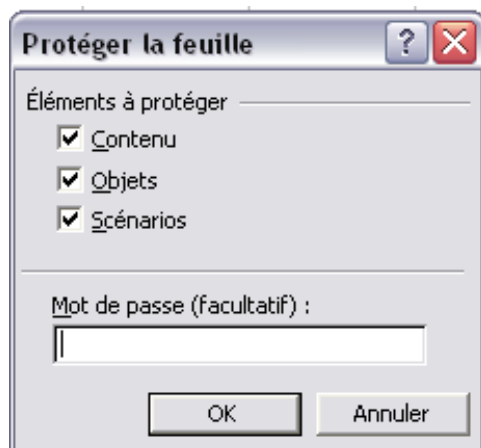 Protéger la feuille
Éléments à protéger
Contenu
Objets
Scénarios
Mot de passe (facultatif) :
OK
Annuler